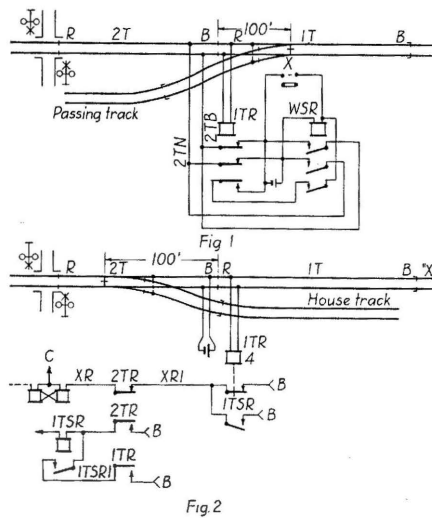 100'
R 2T B R 1T B
X
Passing track
2TB 1TR WSR
2TN
Fig 1
100'
R 2T B R 1T B "X
House track
1TR
4
C
XR 2TR XR1
B
1TSR
2TR B
1TSR B
1TR
1TSR1 B
Fig. 2